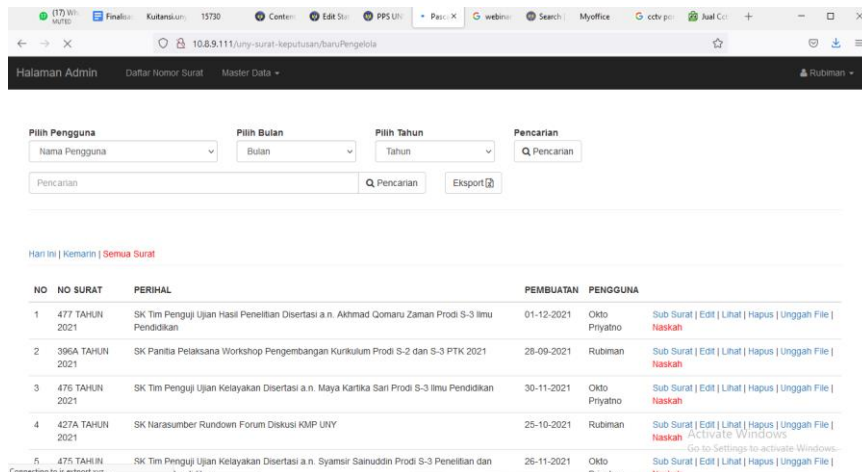 (17) Wh
MUTED
Finalisa
Kuitansi.uny
15730
Content
Edit Sta
PPS UN
Pasca
webina
Search
Myoffice
cctv po
Jual Cc
10.8.9.111/uny-surat-keputusan/baruPengelola
Halaman Admin Daftar Nomor Surat Master Data Rubiman
Pilih Pengguna Pilih Bulan Pilih Tahun Pencarian
Nama Pengguna Bulan Tahun Pencarian
Pencarian Pencarian Eksport
Hari Ini | Kemarin | Semua Surat
NO NO SURAT PERIHAL PEMBUATAN PENGGUNA
1 477 TAHUN SK Tim Penguji Ujian Hasil Penelitian Disertasi a.n. Akhmad Qomaru Zaman Prodi S-3 Ilmu 01-12-2021 Okto Sub Surat | Edit | Lihat | Hapus | Unggah File |
2021 Pendidikan Priyatno Naskah
2 396A TAHUN SK Panitia Pelaksana Workshop Pengembangan Kurikulum Prodi S-2 dan S-3 PTK 2021 28-09-2021 Rubiman Sub Surat | Edit | Lihat | Hapus | Unggah File |
2021 Naskah
3 476 TAHUN SK Tim Penguji Ujian Kelayakan Disertasi a.n. Maya Kartika Sari Prodi S-3 Ilmu Pendidikan 30-11-2021 Okto Sub Surat | Edit | Lihat | Hapus | Unggah File |
2021 Priyatno Naskah
4 427A TAHUN SK Narasumber Rundown Forum Diskusi KMP UNY 25-10-2021 Rubiman Sub Surat | Edit | Lihat | Hapus | Unggah File |
2021 Naskah
Activate Windows
Go to Settings to activate Windows.
5 475 TAHUN SK Tim Penguji Ujian Kelayakan Disertasi a.n. Syamsir Sainuddin Prodi S-3 Penelitian dan 26-11-2021 Okto Sub Surat | Edit | Lihat | Hapus | Unggah File |